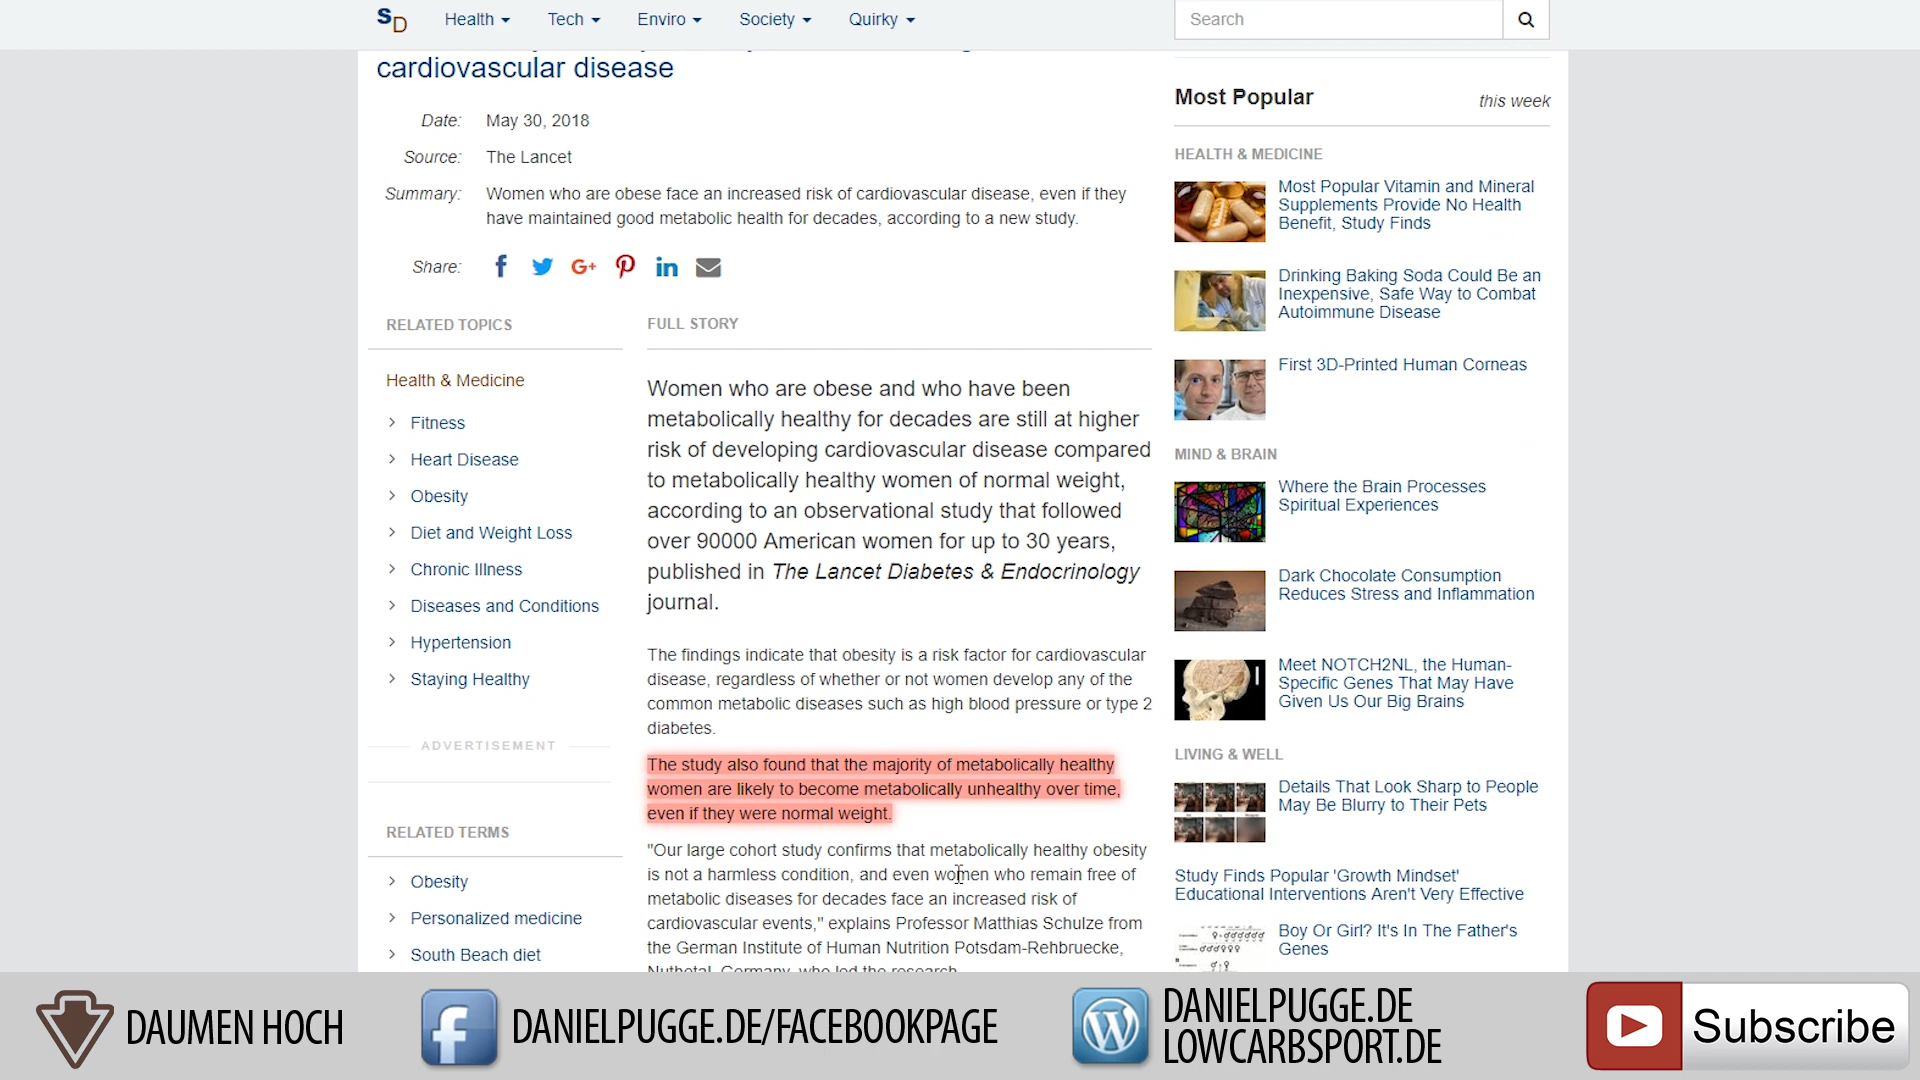 SD
Health
Tech
Enviro
Society
Quirky
Search
cardiovascular disease
Date: May 30, 2018
Source: The Lancet
Summary: Women who are obese face an increased risk of cardiovascular disease, even if they
have maintained good metabolic health for decades, according to a new study.
Share:
RELATED TOPICS
Health & Medicine
Fitness
Heart Disease
Obesity
Diet and Weight Loss
Chronic Illness
Diseases and Conditions
Hypertension
Staying Healthy
ADVERTISEMENT
RELATED TERMS
Obesity
Personalized medicine
South Beach diet
FULL STORY
Women who are obese and who have been
metabolically healthy for decades are still at higher
risk of developing cardiovascular disease compared
to metabolically healthy women of normal weight,
according to an observational study that followed
over 90000 American women for up to 30 years,
published in The Lancet Diabetes & Endocrinology
journal.
The findings indicate that obesity is a risk factor for cardiovascular
disease, regardless of whether or not women develop any of the
common metabolic diseases such as high blood pressure or type 2
diabetes.
The study also found that the majority of metabolically healthy
women are likely to become metabolically unhealthy over time,
even if they were normal weight.
"Our large cohort study confirms that metabolically healthy obesity
is not a harmless condition, and even women who remain free of
metabolic diseases for decades face an increased risk of
cardiovascular events," explains Professor Matthias Schulze from
the German Institute of Human Nutrition Potsdam-Rehbruecke,
Nuthetal, Germany, who led the research.
Most Popular
this week
HEALTH & MEDICINE
Most Popular Vitamin and Mineral
Supplements Provide No Health
Benefit, Study Finds
Drinking Baking Soda Could Be an
Inexpensive, Safe Way to Combat
Autoimmune Disease
First 3D-Printed Human Corneas
MIND & BRAIN
Where the Brain Processes
Spiritual Experiences
Dark Chocolate Consumption
Reduces Stress and Inflammation
Meet NOTCH2NL, the Human-
Specific Genes That May Have
Given Us Our Big Brains
LIVING & WELL
Details That Look Sharp to People
May Be Blurry to Their Pets
Study Finds Popular 'Growth Mindset'
Educational Interventions Aren't Very Effective
Boy Or Girl? It's In The Father's
Genes
DAUMEN HOCH
DANIELPUGGE.DE/FACEBOOKPAGE
DANIELPUGGE.DE
LOWCARBSPORT.DE
Subscribe